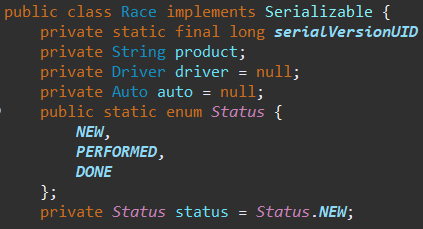 public class Race implements Serializable {
private static final long serialVersionUID
private String product;
private Driver driver = null;
private Auto auto = null;
public static enum Status {
NEW,
PERFORMED,
DONE
};
private Status status = Status.NEW;